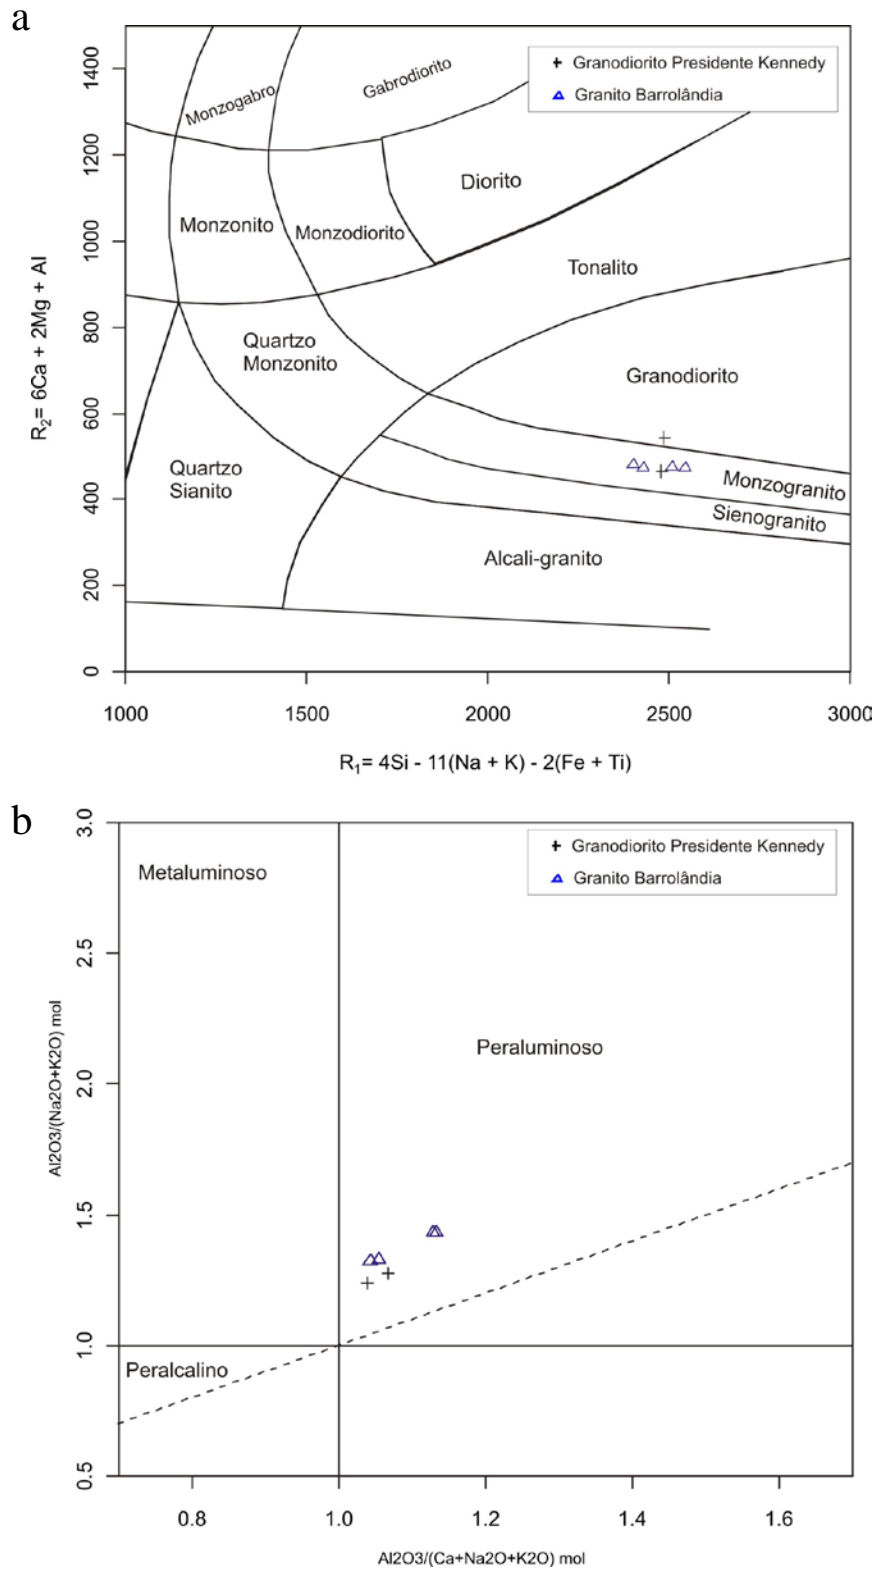 a
Granodiorito Presidente Kennedy
Granito Barrolândia
Monzogabro
Gabrodiorito
Diorito
Monzonito
Monzodiorito
Tonalito
Quartzo
Monzonito
Granodiorito
Quartzo
Sianito
Monzogranito
Sienogranito
Alcali-granito
R2= 6Ca + 2Mg + Al
1400
1200
1000
800
600
400
200
0
1000 1500 2000 2500 3000
R1= 4Si - 11(Na + K) - 2(Fe + Ti)
b
Granodiorito Presidente Kennedy
Granito Barrolândia
Metaluminoso
Peraluminoso
Peralcalino
Al2O3/(Na2O+K2O) mol
3.0
2.5
2.0
1.5
1.0
0.5
0.8 1.0 1.2 1.4 1.6
Al2O3/(Ca+Na2O+K2O) mol